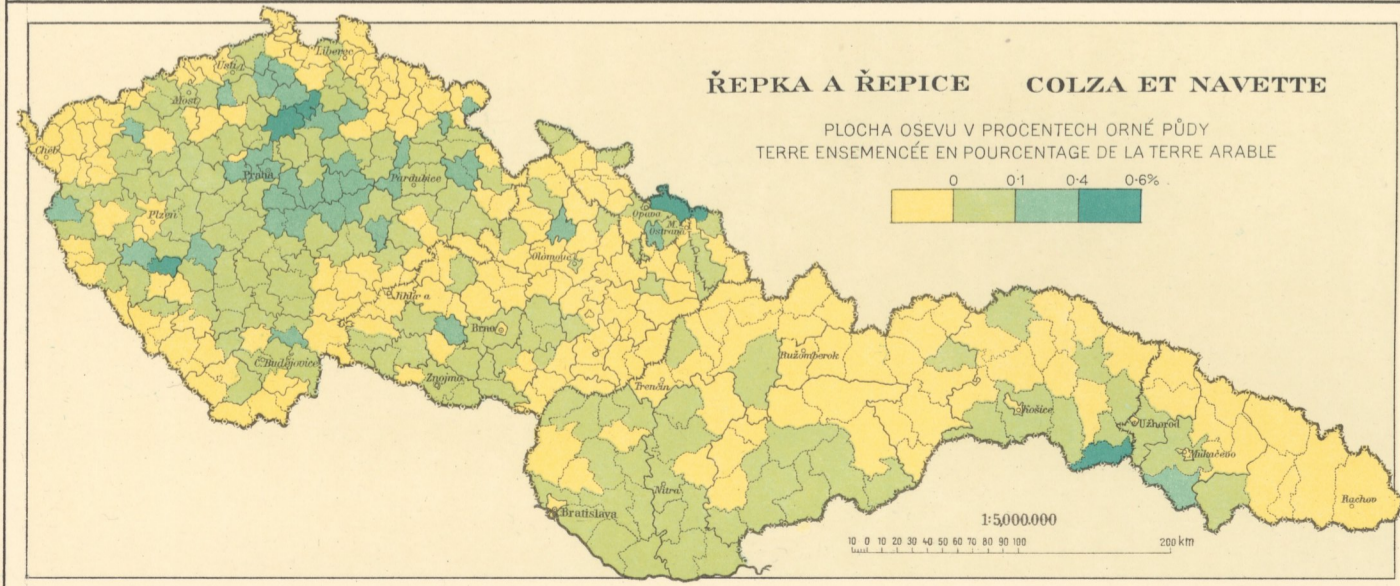 ŘEPKA A ŘEPICE COLZA ET NAVETTE
PLOCHA OSEVU V PROCENTECH ORNÉ PŮDY
TERRE ENSEMENCÉE EN POURCENTAGE DE LA TERRE ARABLE
0 0·1 0·4 0·6%
Liberec
Ústí
Most
Cheb
Praha
Pardubice
Plzeň
Opava
M.
Ostrava
Olomouc
Jihlava
Brno
Č.Budějovice
Znojmo
Ružomberok
Trenčín
Košice
Užhorod
Mukačevo
Nitra
Rachov
Bratislava
1:5,000.000
10 0 10 20 30 40 50 60 70 80 90 100 200 km